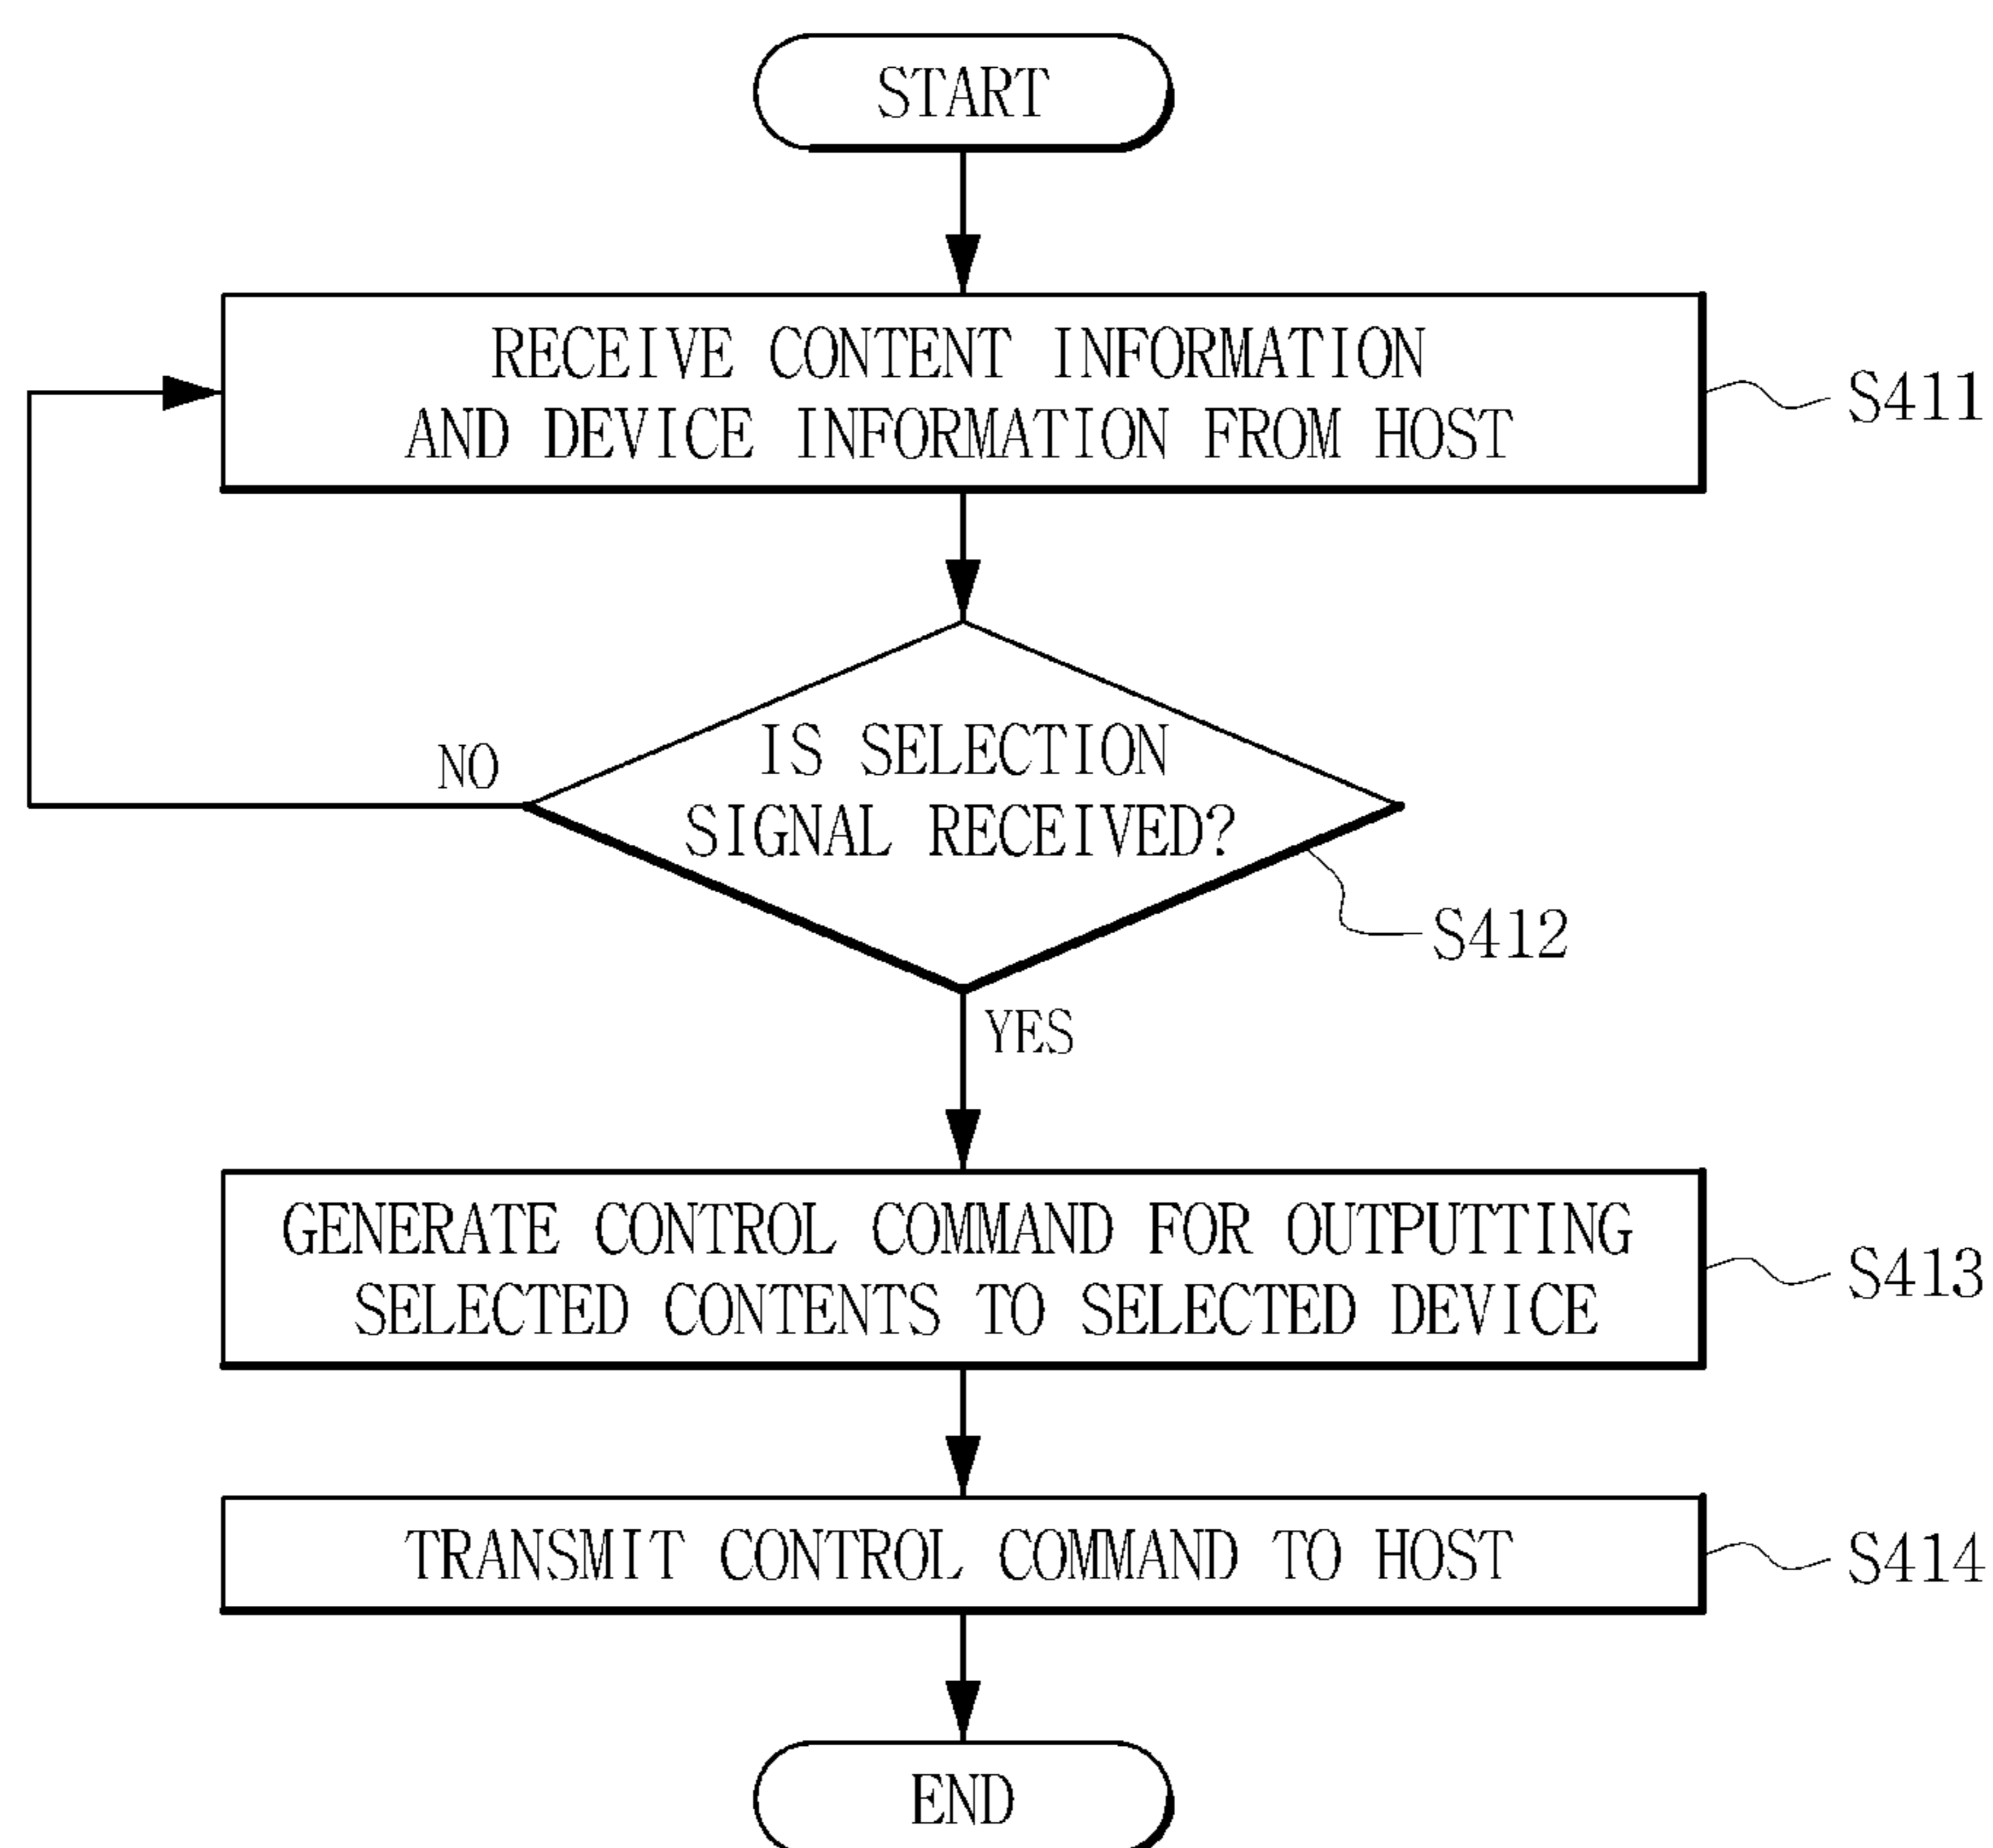 START
RECEIVE CONTENT INFORMATION
AND DEVICE INFORMATION FROM HOST
S411
NO
IS SELECTION
SIGNAL RECEIVED?
S412
YES
GENERATE CONTROL COMMAND FOR OUTPUTTING
SELECTED CONTENTS TO SELECTED DEVICE
S413
TRANSMIT CONTROL COMMAND TO HOST
S414
END